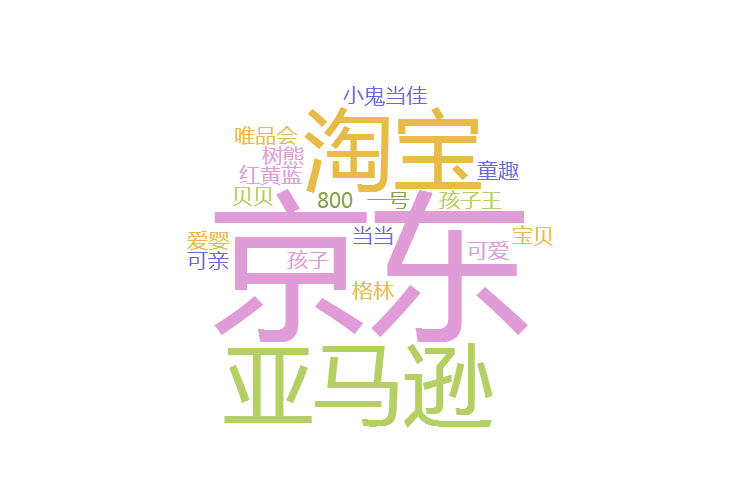 小鬼当佳
淘宝
唯品会
树熊
童趣
红黄蓝
贝贝
800
一号
孩子王
京东
当当
宝贝
爱婴
可爱
可亲
孩子
格林
亚马逊